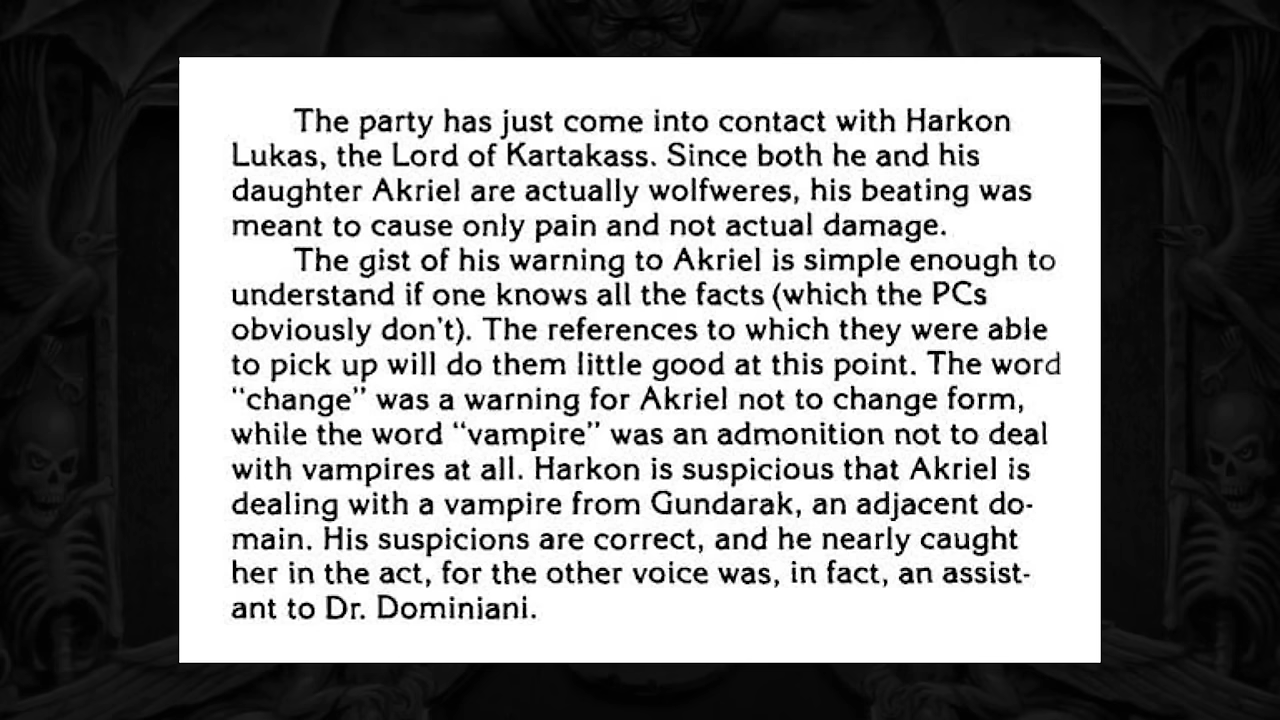 The party has just come into contact with Harkon
Lukas, the Lord of Kartakass. Since both he and his
daughter Akriel are actually wolfweres, his beating was
meant to cause only pain and not actual damage.
The gist of his warning to Akriel is simple enough to
understand if one knows all the facts (which the PCs
obviously don't). The references to which they were able
to pick up will do them little good at this point. The word
“change” was a warning for Akriel not to change form,
while the word “vampire” was an admonition not to deal
with vampires at all. Harkon is suspicious that Akriel is
dealing with a vampire from Gundarak, an adjacent do-
main. His suspicions are correct, and he nearly caught
her in the act, for the other voice was, in fact, an assist-
ant to Dr. Dominiani.